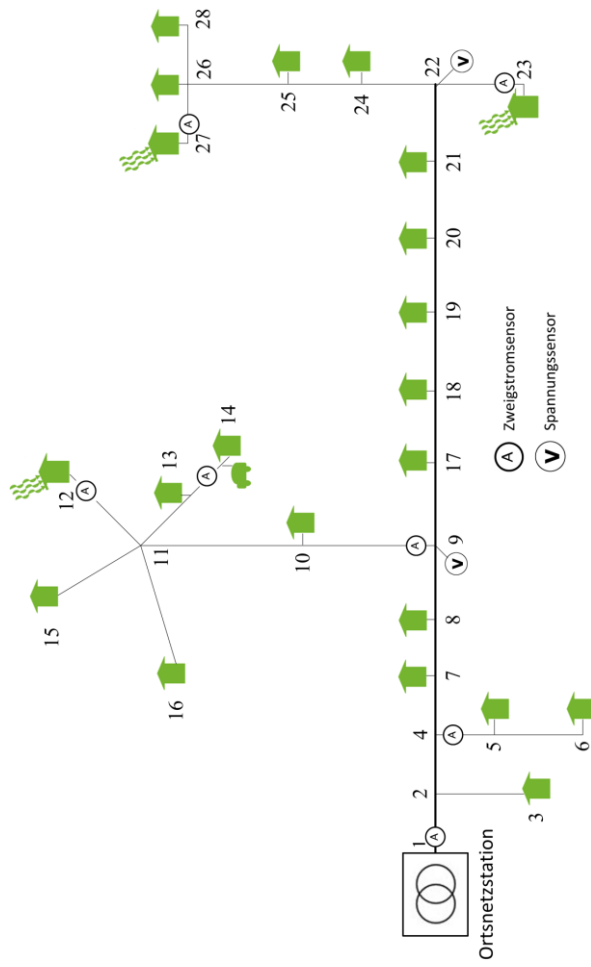 28
26
27
A
25
24
22
V
23
A
21
20
19
18
17
14
13
A
12
A
11
15
16
10
A
9
V
8
7
4
A
5
6
2
3
1
A
Ortsnetzstation
A Zweigstromsensor
V Spannungssensor